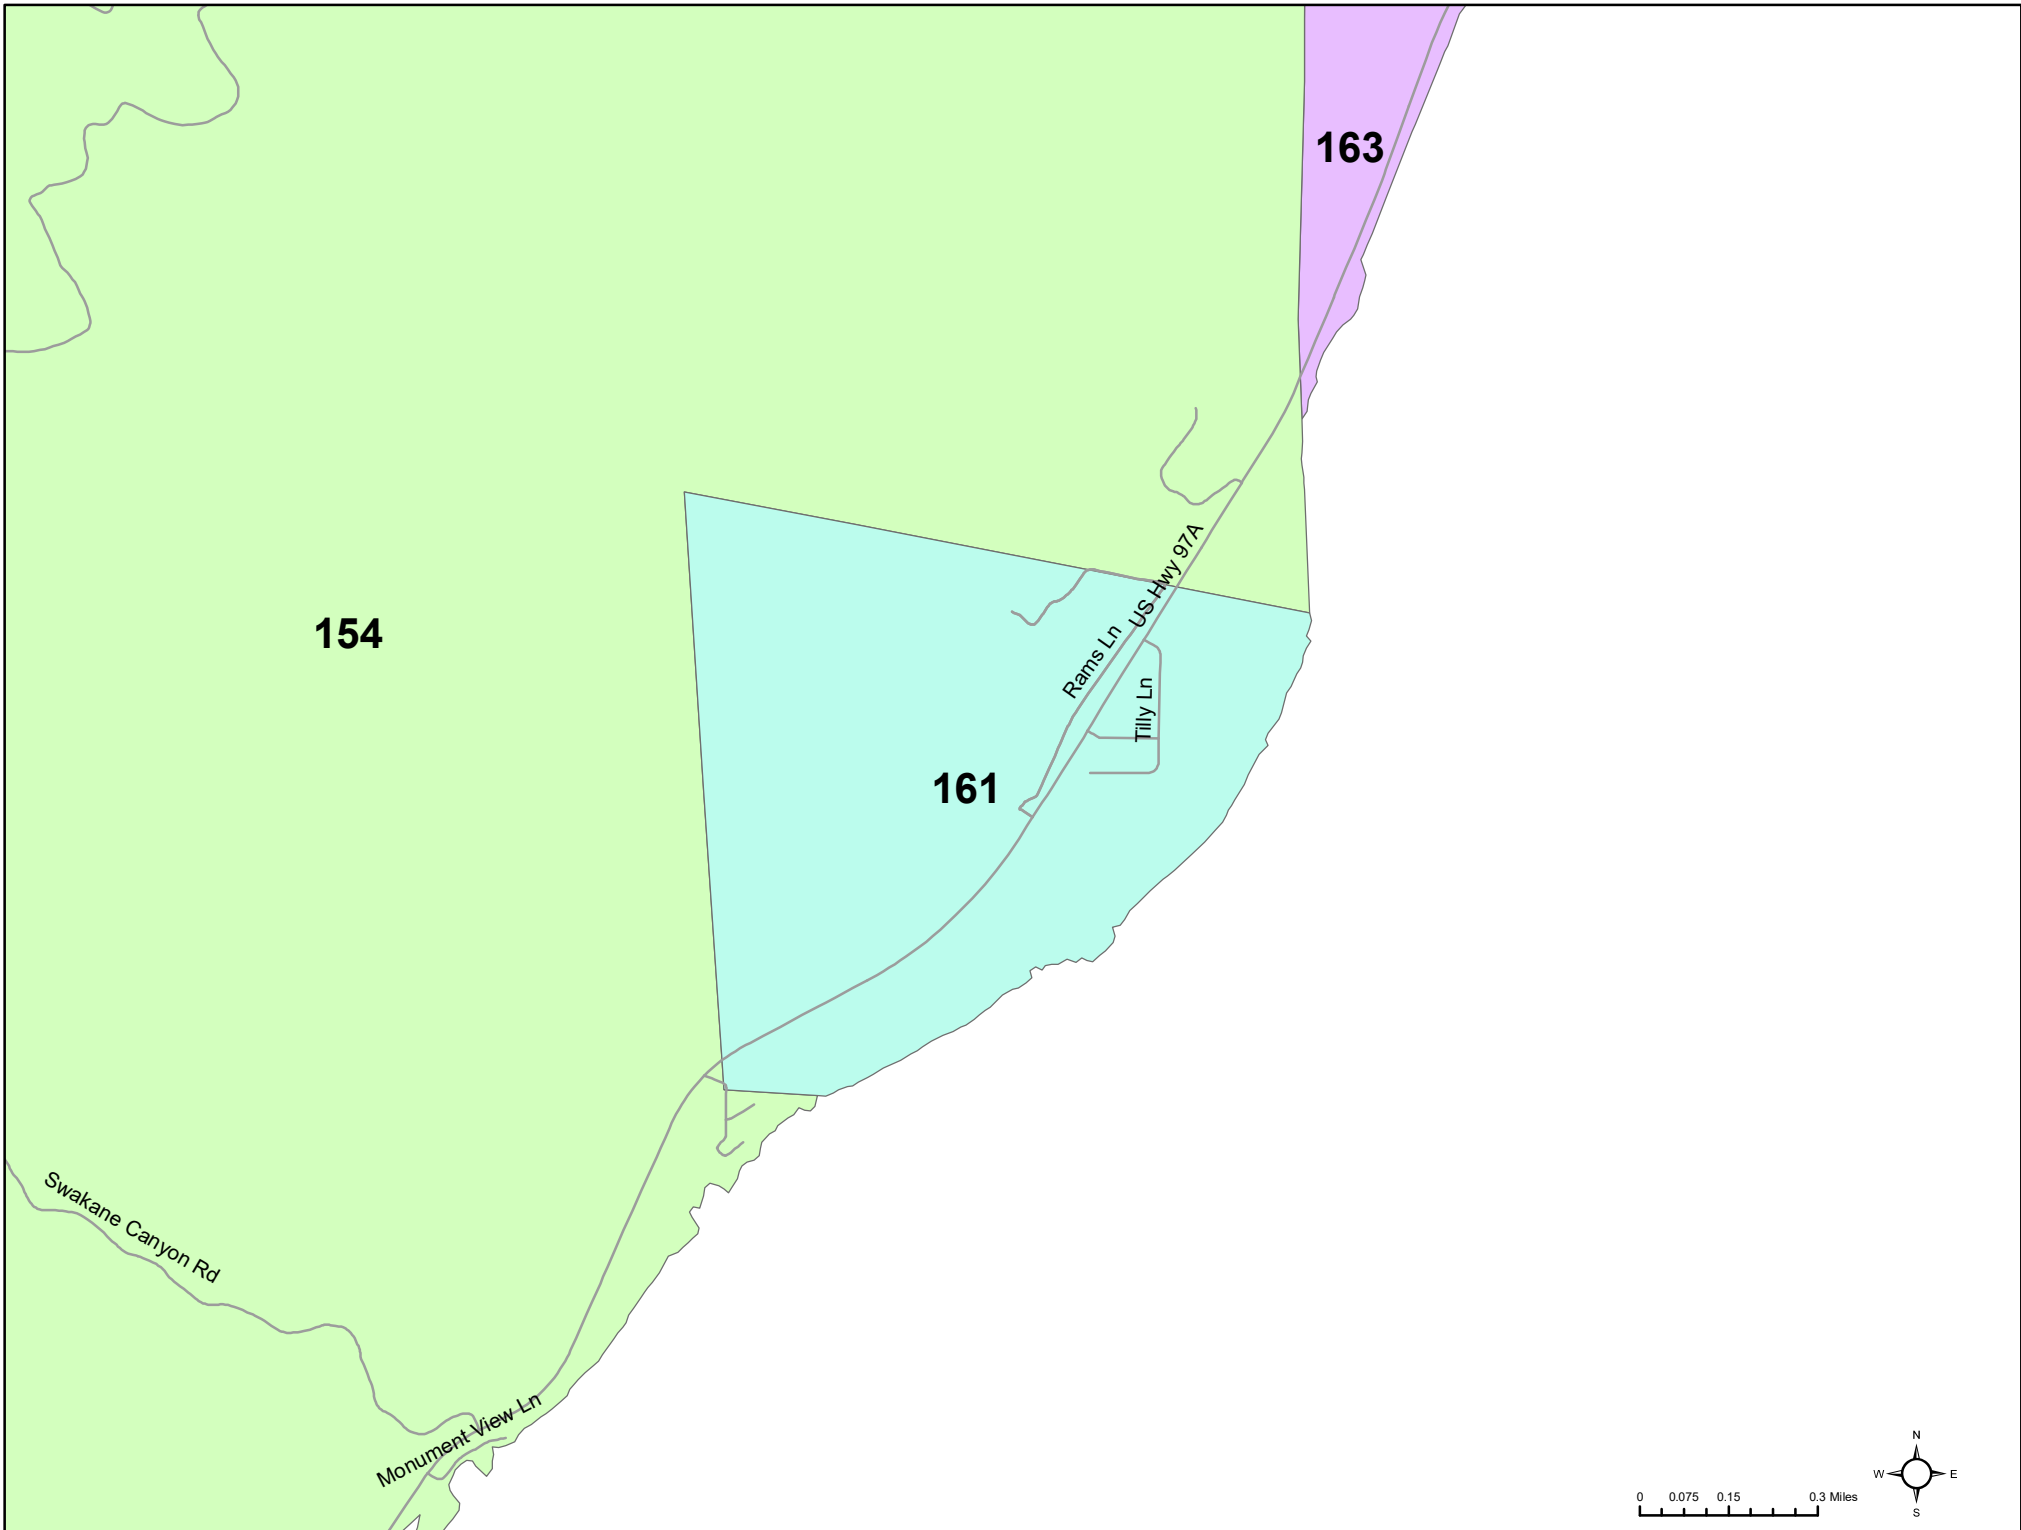 163
US Hwy 97A
154
Rams Ln
Tilly Ln
161
Swakane Canyon Rd
Monument View Ln
N
W
E
S
0 0.075 0.15 0.3 Miles